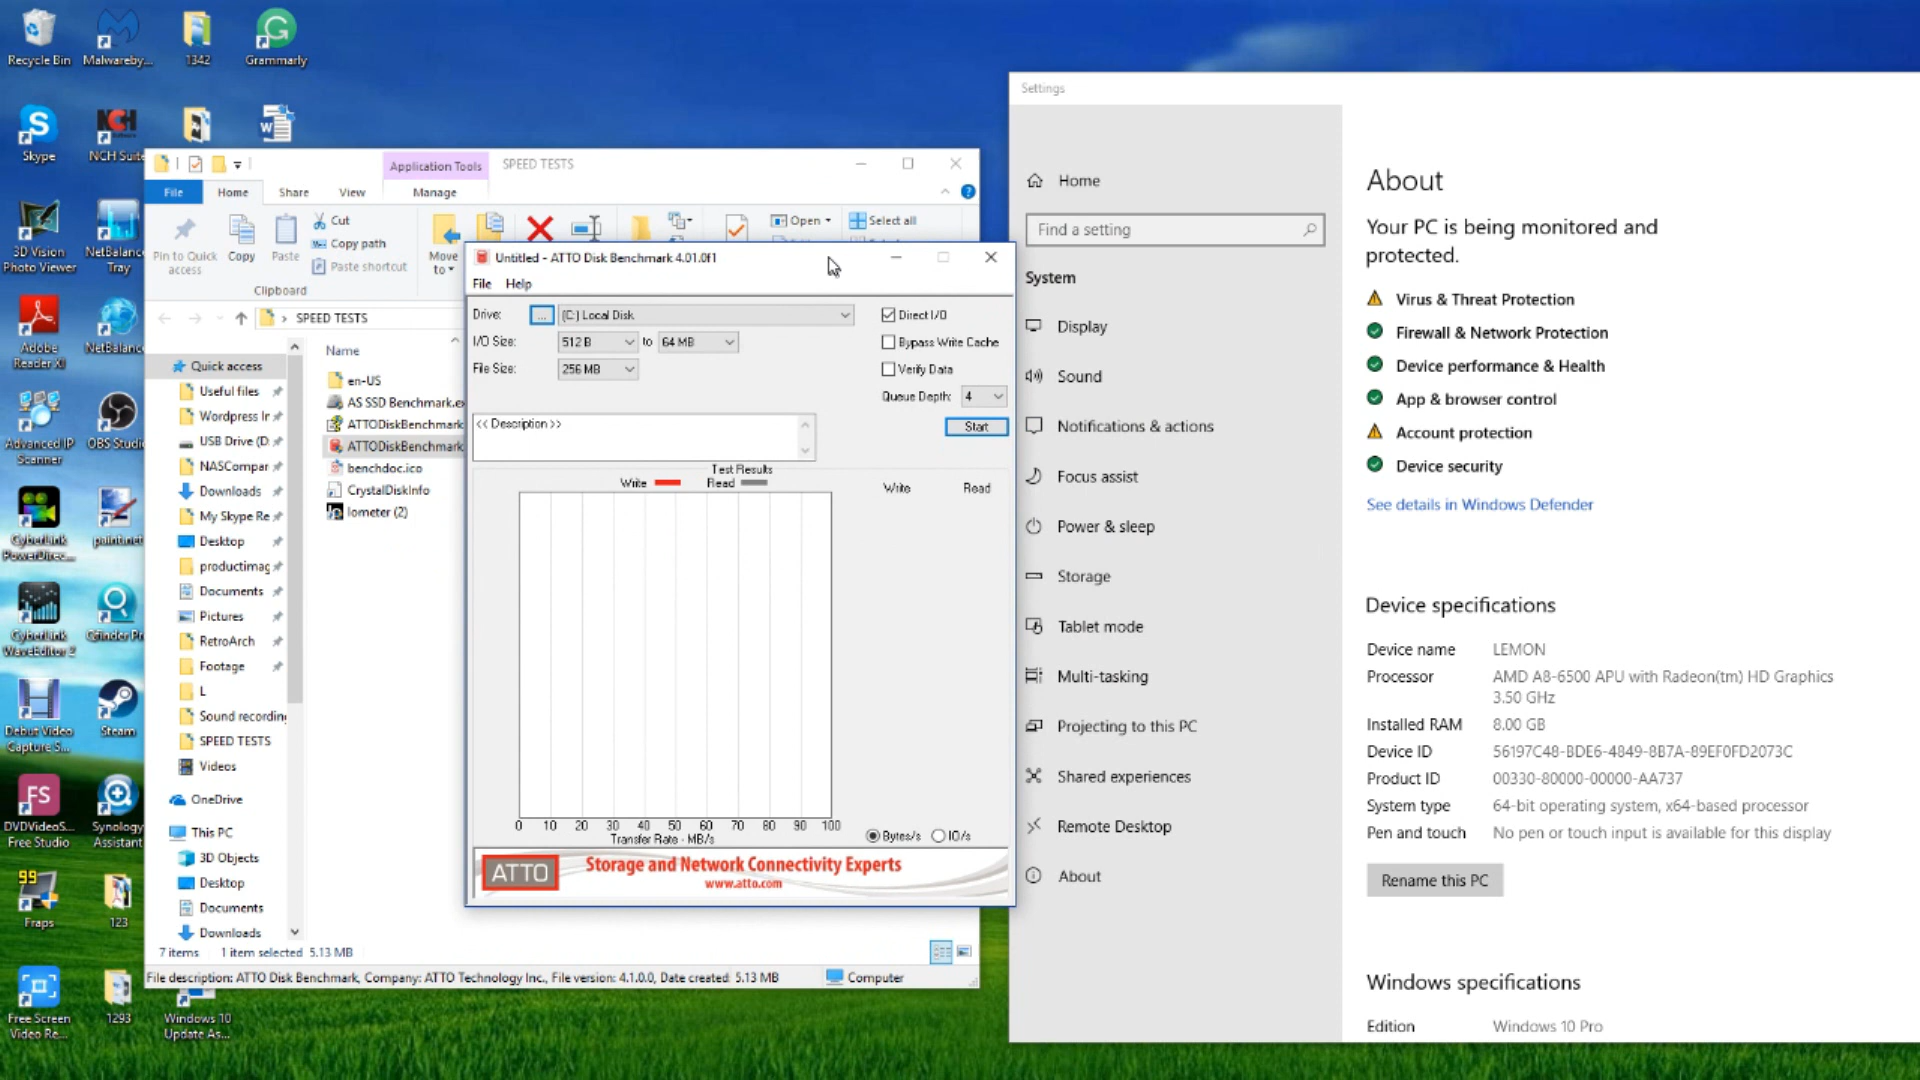 Recycle Bin
Malwareby...
1342
Grammarly
Skype
NCH Suite
3D Vision
Photo Viewer
NetBalanc
Tray
Adobe
Reader XI
NetBalanc
Advanced IP
Scanner
OBS Studi
CyberLink
PowerDirec...
paint.net
CyberLink
WaveEditor 2
Debut Video
Capture S...
Steam
DVDVideoS...
Free Studio
Synology
Assistant
99
Fraps
123
Free Screen
Video Re...
1293
Windows 10
Update As...
Application Tools
SPEED TESTS
File
Home
Share
View
Manage
Pin to Quick
access
Copy
Paste
Cut
Copy path
Paste shortcut
Move
to
Open
Select all
Clipboard
SPEED TESTS
Name
Quick access
Useful files
Wordpress Ir
USB Drive (D:
NASCompar
Downloads
My Skype Re
Desktop
productimag
Documents
Pictures
RetroArch
Footage
L
Sound recording
SPEED TESTS
Videos
OneDrive
This PC
3D Objects
Desktop
Documents
Downloads
en-US
AS SSD Benchmark.ex
ATTODiskBenchmark
ATTODiskBenchmark
benchdoc.ico
CrystalDiskInfo
Iometer (2)
7 items
1 item selected 5.13 MB
File description: ATTO Disk Benchmark, Company: ATTO Technology Inc., File version: 4.1.0.0, Date created: 5.13 MB
Computer
Untitled - ATTO Disk Benchmark 4.01.0f1
File
Help
Drive:
...
(C:) Local Disk
I/O Size:
512 B
to
64 MB
File Size:
256 MB
Direct I/O
Bypass Write Cache
Verify Data
Queue Depth:
4
<< Description >>
Start
Test Results
Write
Read
Write
Read
0 10 20 30 40 50 60 70 80 90 100
Transfer Rate - MB/s
Bytes/s
IO/s
ATTO
Storage and Network Connectivity Experts
www.atto.com
Settings
Home
Find a setting
System
Display
Sound
Notifications & actions
Focus assist
Power & sleep
Storage
Tablet mode
Multi-tasking
Projecting to this PC
Shared experiences
Remote Desktop
About
About
Your PC is being monitored and
protected.
Virus & Threat Protection
Firewall & Network Protection
Device performance & Health
App & browser control
Account protection
Device security
See details in Windows Defender
Device specifications
Device name LEMON
Processor AMD A8-6500 APU with Radeon(tm) HD Graphics
3.50 GHz
Installed RAM 8.00 GB
Device ID 56197C48-BDE6-4849-8B7A-89EF0FD2073C
Product ID 00330-80000-00000-AA737
System type 64-bit operating system, x64-based processor
Pen and touch No pen or touch input is available for this display
Rename this PC
Windows specifications
Edition Windows 10 Pro